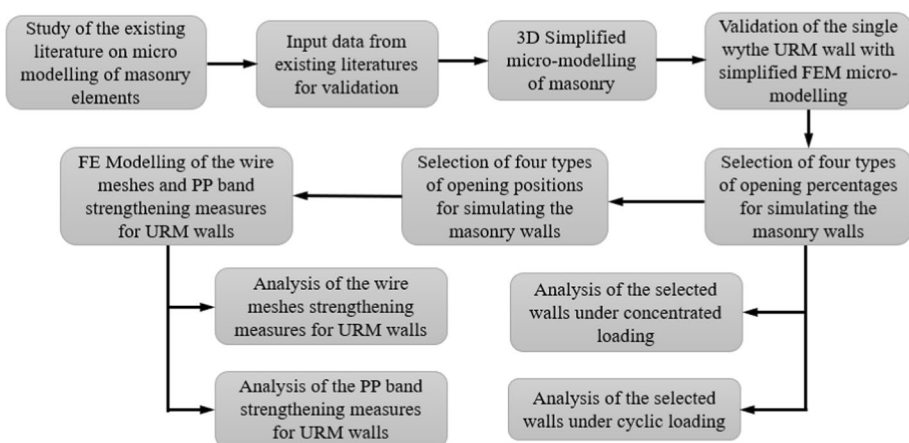 Study of the existing
literature on micro
modelling of masonry
elements
Input data from
existing literatures
for validation
3D Simplified
micro-modelling
of masonry
Validation of the single
wythe URM wall with
simplified FEM micro-
modelling
FE Modelling of the wire
meshes and PP band
strengthening measures
for URM walls
Selection of four types
of opening positions
for simulating the
masonry walls
Selection of four types
of opening percentages
for simulating the
masonry walls
Analysis of the wire
meshes strengthening
measures for URM walls
Analysis of the selected
walls under concentrated
loading
Analysis of the PP band
strengthening measures
for URM walls
Analysis of the selected
walls under cyclic loading